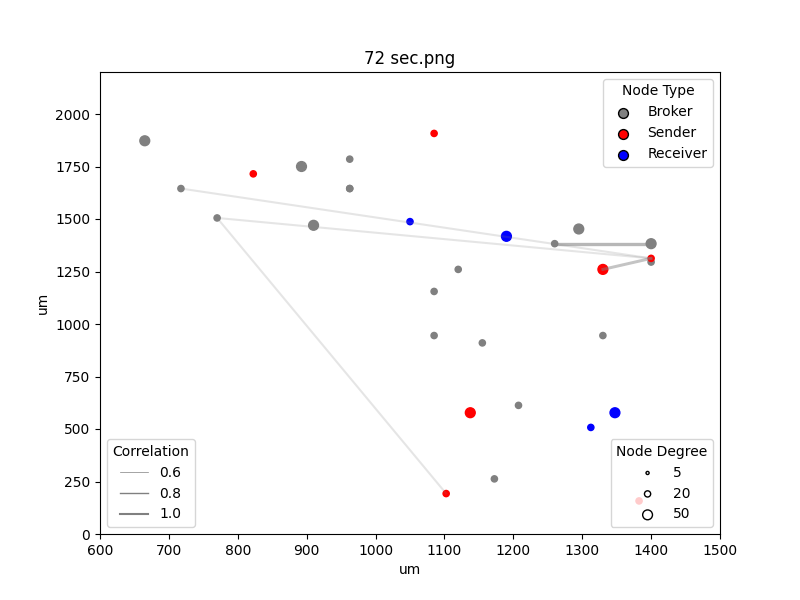 72 sec.png
um
2000
1750
1500
1250
1000
750
500
250
0
600 700 800 900 1000 1100 1200 1300 1400 1500
um
Node Type
Broker
Sender
Receiver
Correlation
0.6
0.8
1.0
Node Degree
5
20
50